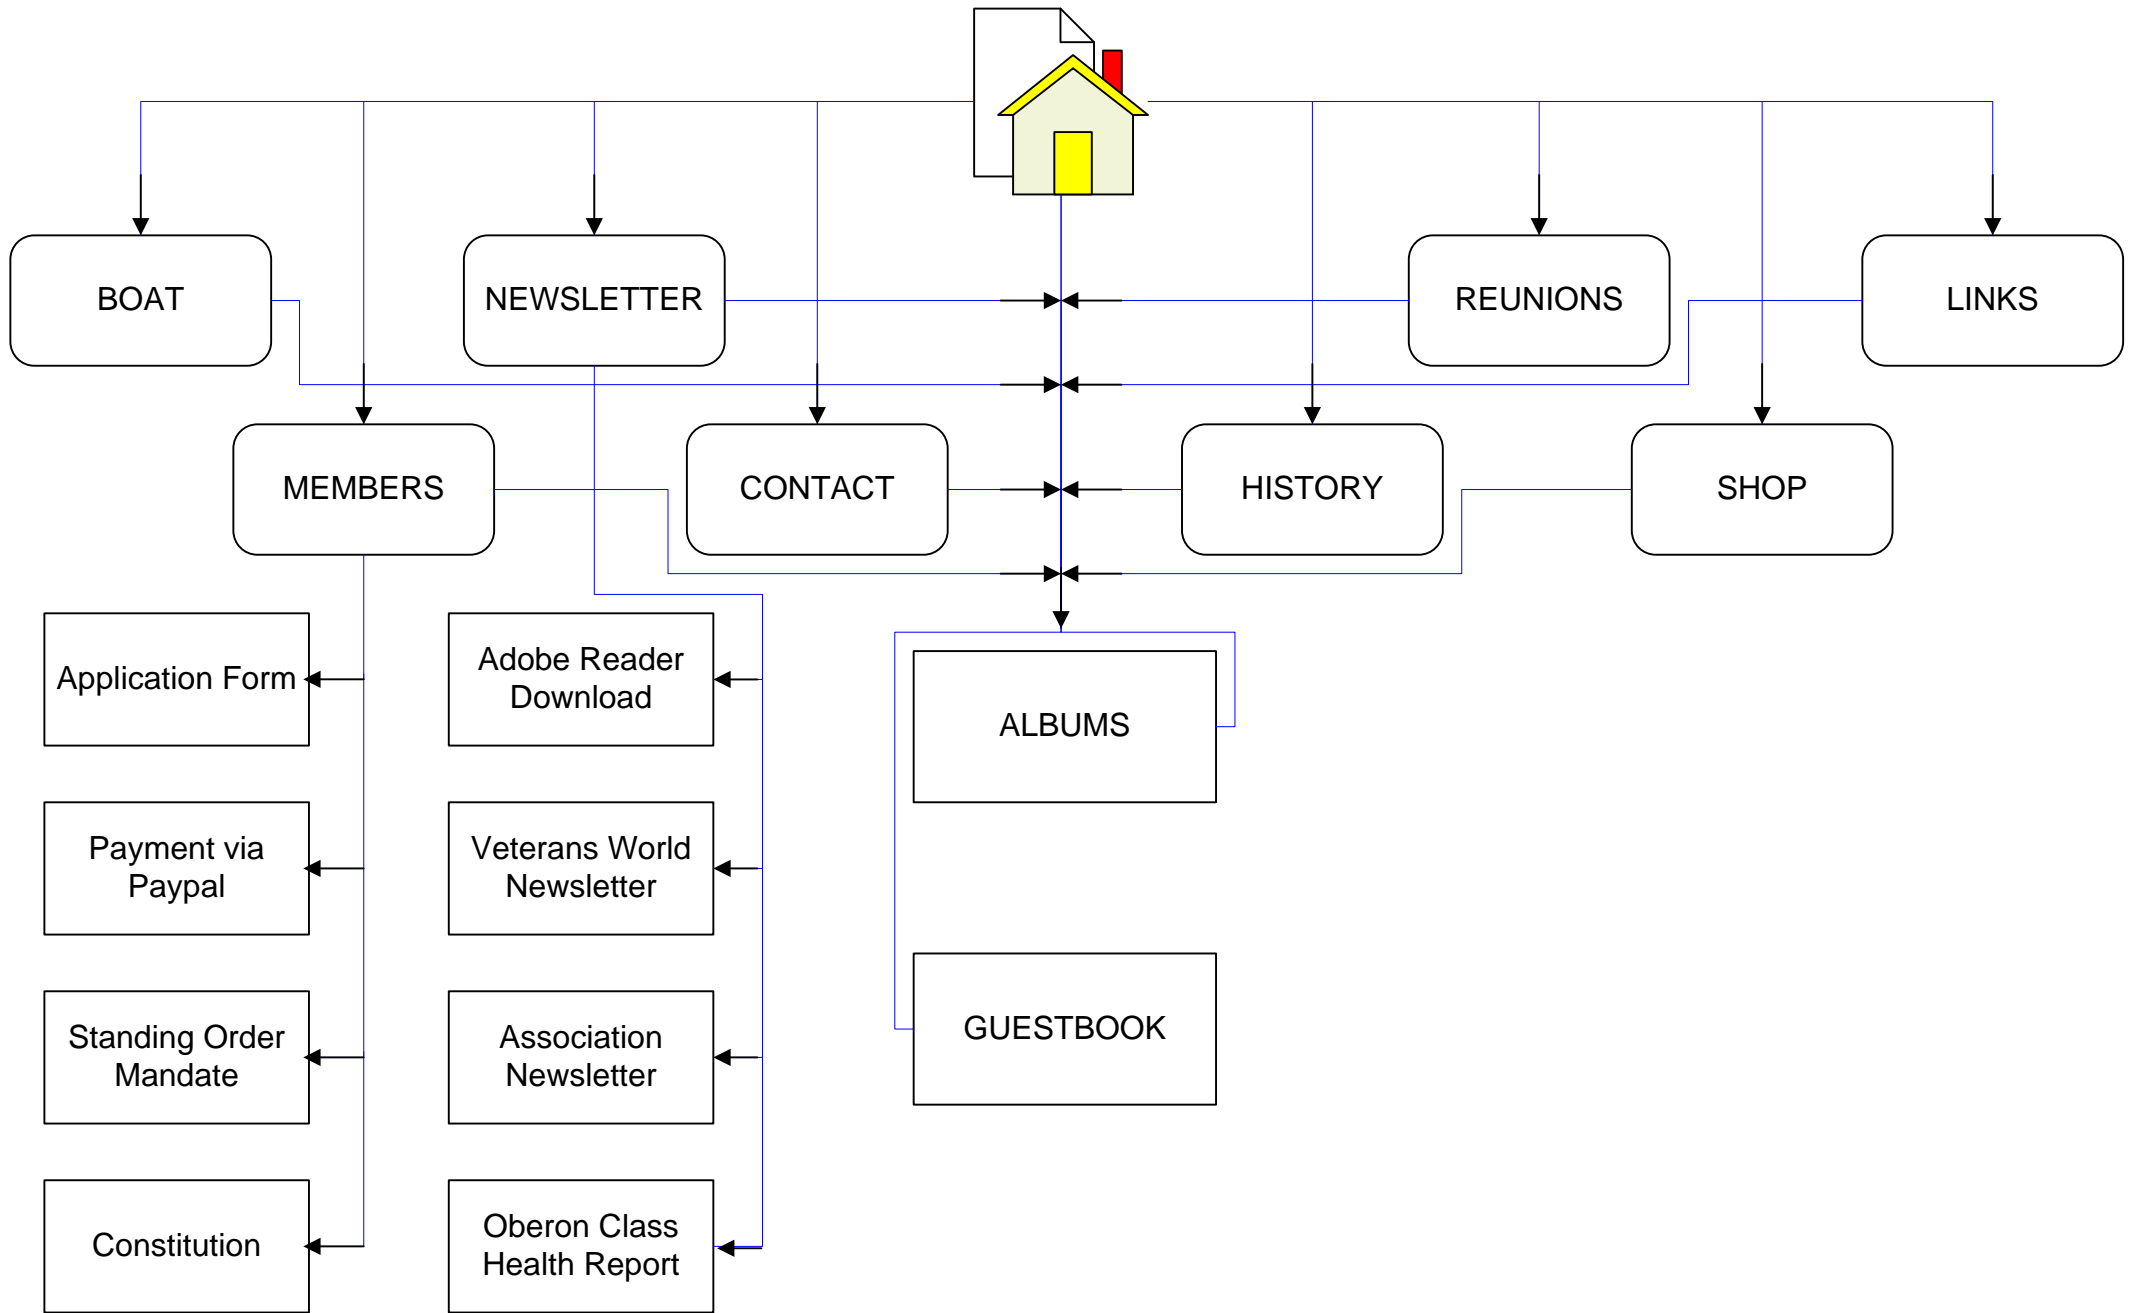 BOAT
NEWSLETTER
REUNIONS
LINKS
MEMBERS
CONTACT
HISTORY
SHOP
Application Form
Adobe Reader
Download
ALBUMS
Payment via
Paypal
Veterans World
Newsletter
Standing Order
Mandate
Association
Newsletter
GUESTBOOK
Constitution
Oberon Class
Health Report